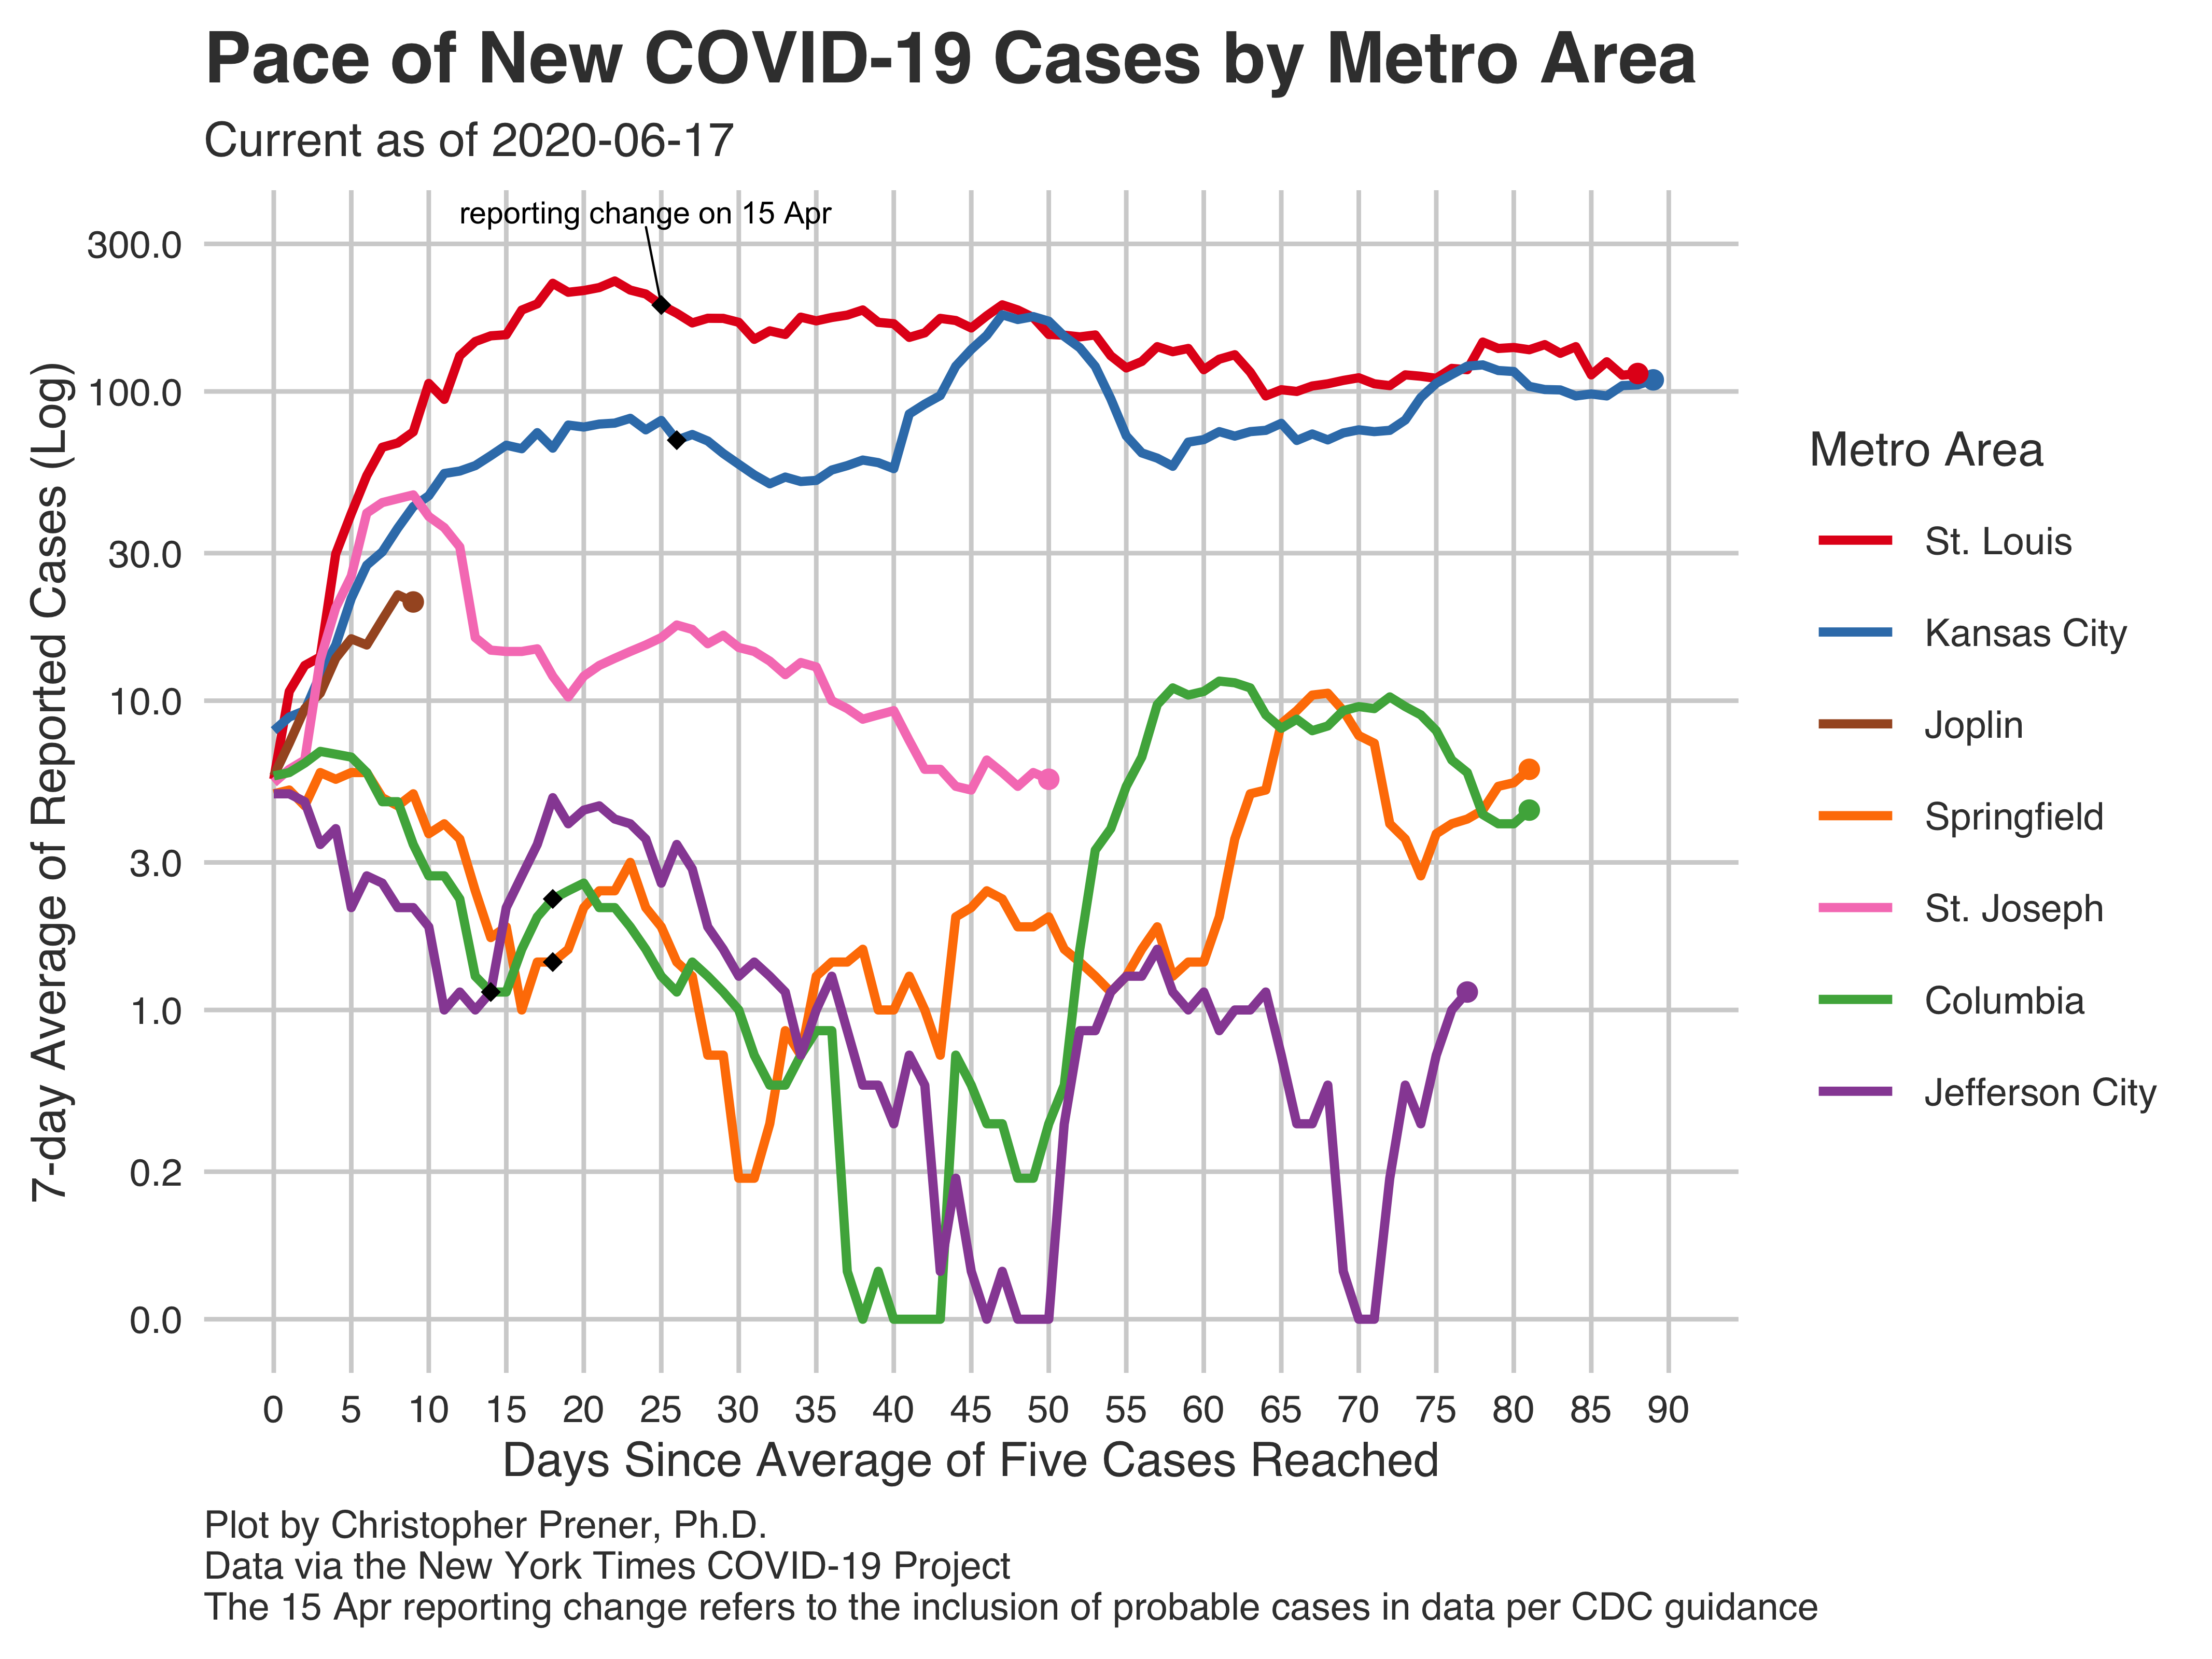 Pace of New COVID-19 Cases by Metro Area
Current as of 2020-06-17
reporting change on 15 Apr
7-day Average of Reported Cases (Log)
300.0
100.0
30.0
10.0
3.0
1.0
0.2
0.0
0 5 10 15 20 25 30 35 40 45 50 55 60 65 70 75 80 85 90
Days Since Average of Five Cases Reached
Metro Area
St. Louis
Kansas City
Joplin
Springfield
St. Joseph
Columbia
Jefferson City
Plot by Christopher Prener, Ph.D.
Data via the New York Times COVID-19 Project
The 15 Apr reporting change refers to the inclusion of probable cases in data per CDC guidance